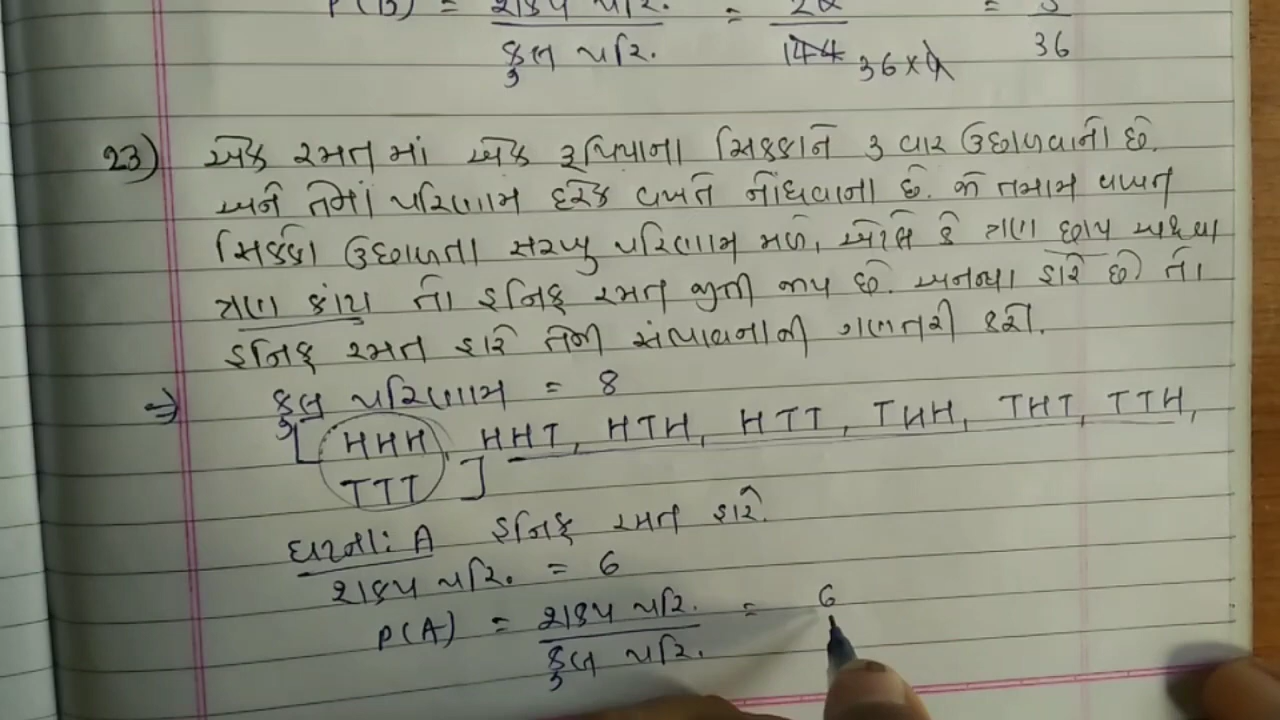 P(B) = શક્ય પરિ. / કુલ પરિ. = / 144 36×4 = 5 / 36
23) એક રમત માં એક રૂપિયાના સિક્કાને ૩ વાર ઉછાળવાનો છે.
અને તેમાં પરિણામ દરેક વખતે નોંધવાના છે. જો તમામ વખત
સિક્કો ઉછાળતા સરખુ પરિણામ મળે, એટલે કે ત્રણ છાપ અથવા
ત્રણ કાંટા તો હનિફ રમત જીતી જાય છે. અન્યથા હારે છે તો
હનિફ રમત હારે તેની સંભાવનાની ગણતરી કરો.
⇒ કુલ પરિણામ = 8
[ HHH, HHT, HTH, HTT, THH, THT, TTH,
TTT ]
ઘટના: A હનિફ રમત હારે.
શક્ય પરિ. = 6
P(A) = શક્ય પરિ. / કુલ પરિ. = 6